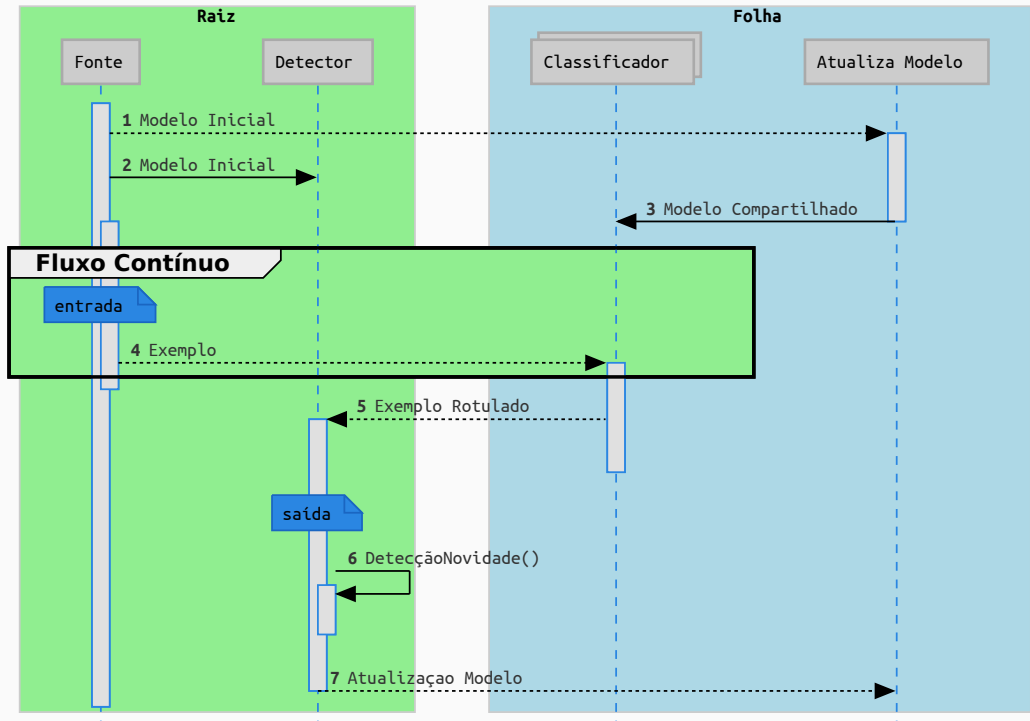 Raiz
Folha
Fonte
Detector
Classificador
Atualiza Modelo
1 Modelo Inicial
2 Modelo Inicial
3 Modelo Compartilhado
Fluxo Contínuo
entrada
4 Exemplo
5 Exemplo Rotulado
saída
6 DetecçãoNovidade()
7 Atualizaçao Modelo